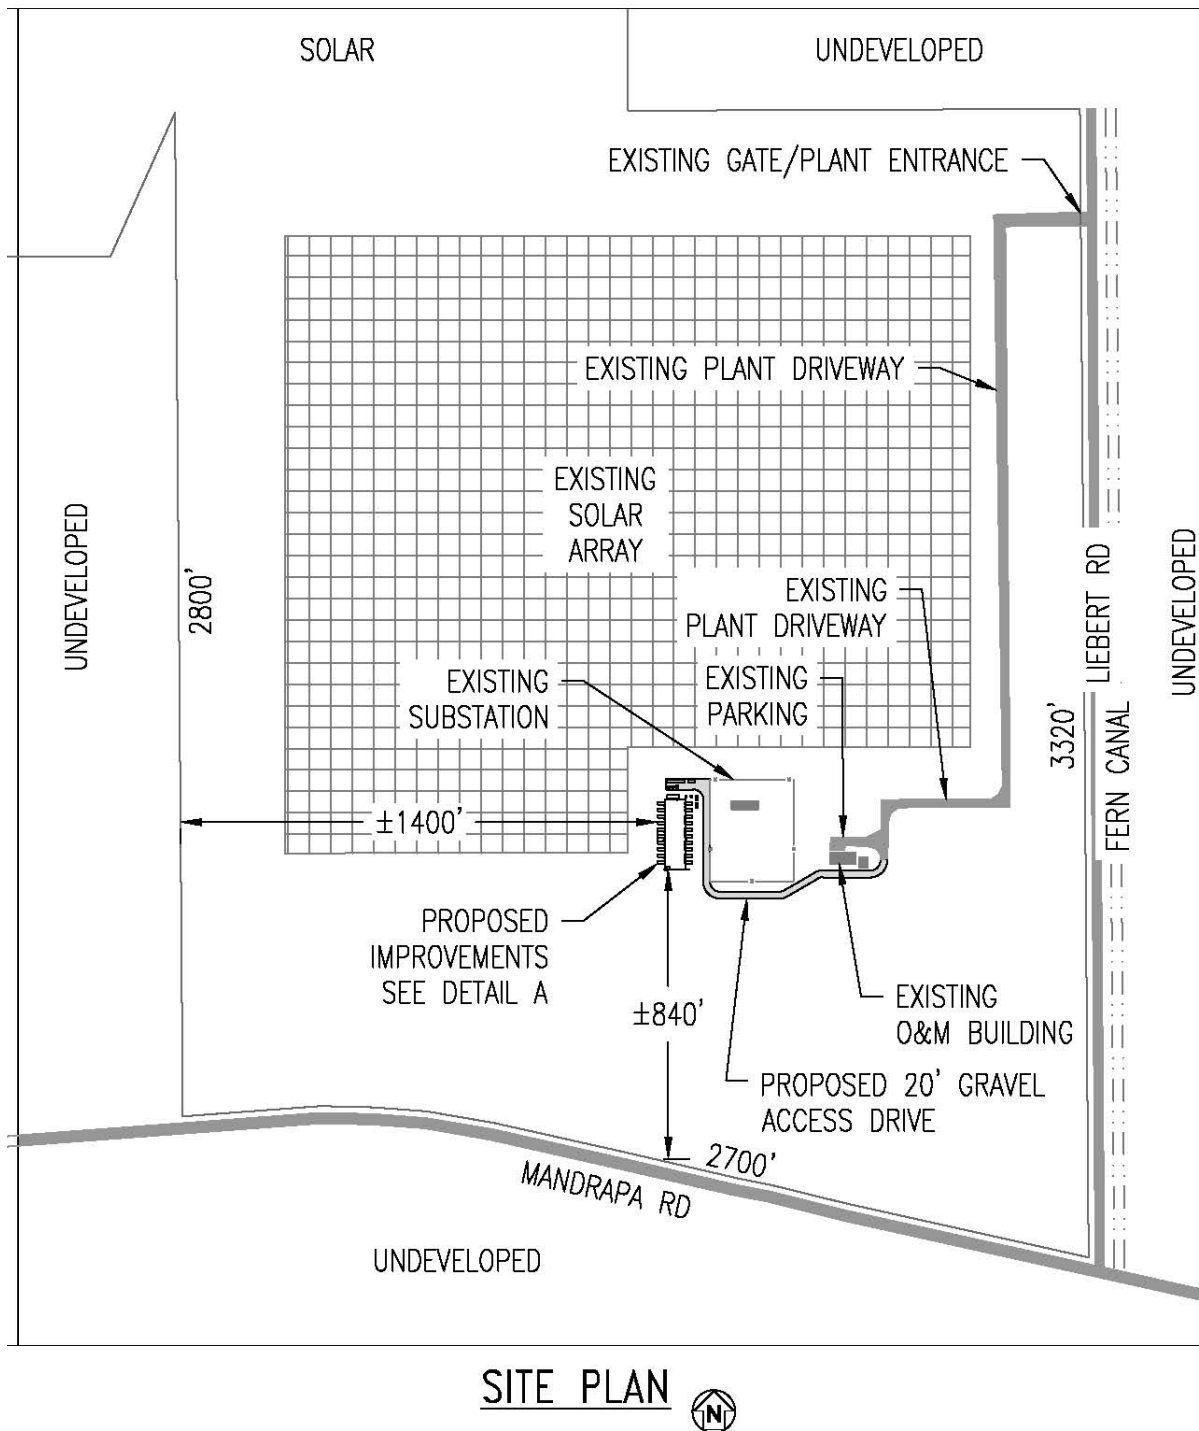 SOLAR
UNDEVELOPED
EXISTING GATE/PLANT ENTRANCE
EXISTING PLANT DRIVEWAY
EXISTING
SOLAR
ARRAY
UNDEVELOPED
2800'
EXISTING
PLANT DRIVEWAY
LIEBERT RD
UNDEVELOPED
EXISTING
SUBSTATION
EXISTING
PARKING
3320'
FERN CANAL
±1400'
PROPOSED
IMPROVEMENTS
SEE DETAIL A
±840'
EXISTING
O&M BUILDING
PROPOSED 20' GRAVEL
ACCESS DRIVE
2700'
MANDRAPA RD
UNDEVELOPED
SITE PLAN
N